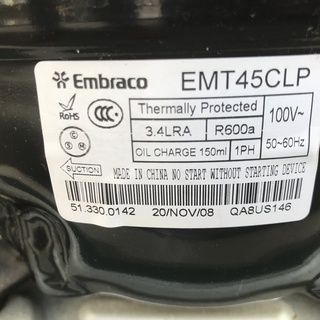 Embraco EMT45CLP
RoHS CCC Thermally Protected 100V~
3.4LRA R600a 50~60Hz
OIL CHARGE 150ml 1PH
SUCTION MADE IN CHINA NO START WITHOUT STARTING DEVICE
51.330.0142 20/NOV/08 QA8US146